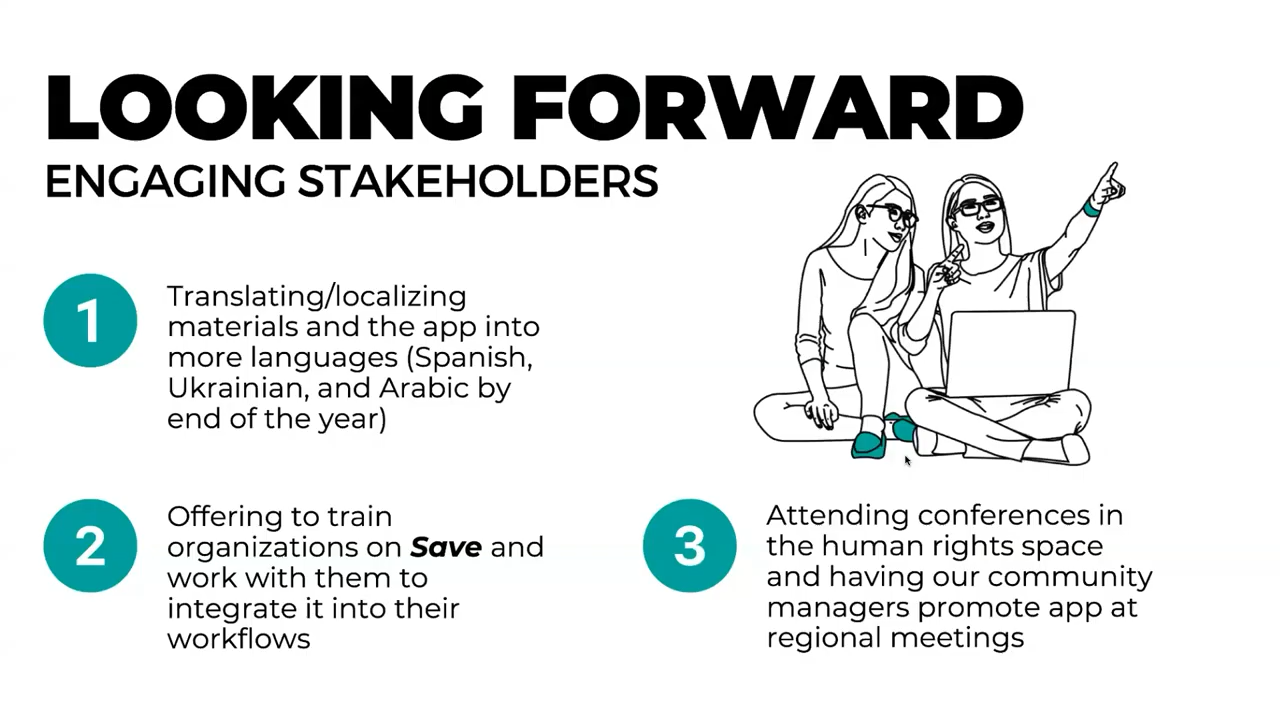 LOOKING FORWARD
ENGAGING STAKEHOLDERS
1
Translating/localizing
materials and the app into
more languages (Spanish,
Ukrainian, and Arabic by
end of the year)
2
Offering to train
organizations on Save and
work with them to
integrate it into their
workflows
3
Attending conferences in
the human rights space
and having our community
managers promote app at
regional meetings